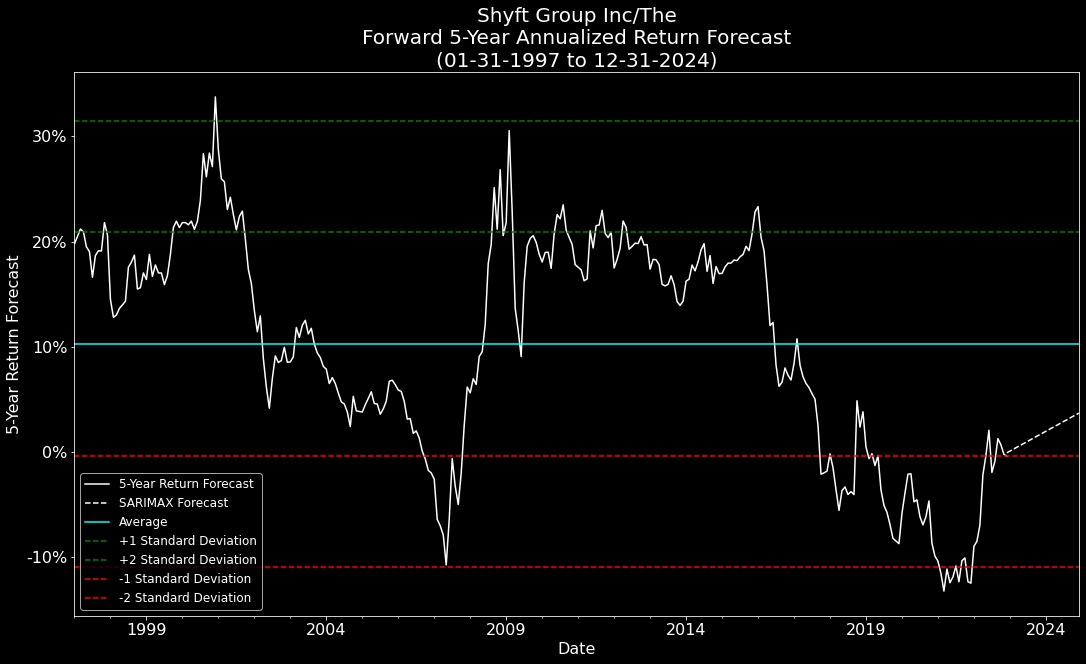 Shyft Group Inc/The
Forward 5-Year Annualized Return Forecast
(01-31-1997 to 12-31-2024)
30%
20%
10%
0%
-10%
5-Year Return Forecast
5-Year Return Forecast
SARIMAX Forecast
Average
+1 Standard Deviation
+2 Standard Deviation
-1 Standard Deviation
-2 Standard Deviation
1999
2004
2009
2014
2019
2024
Date